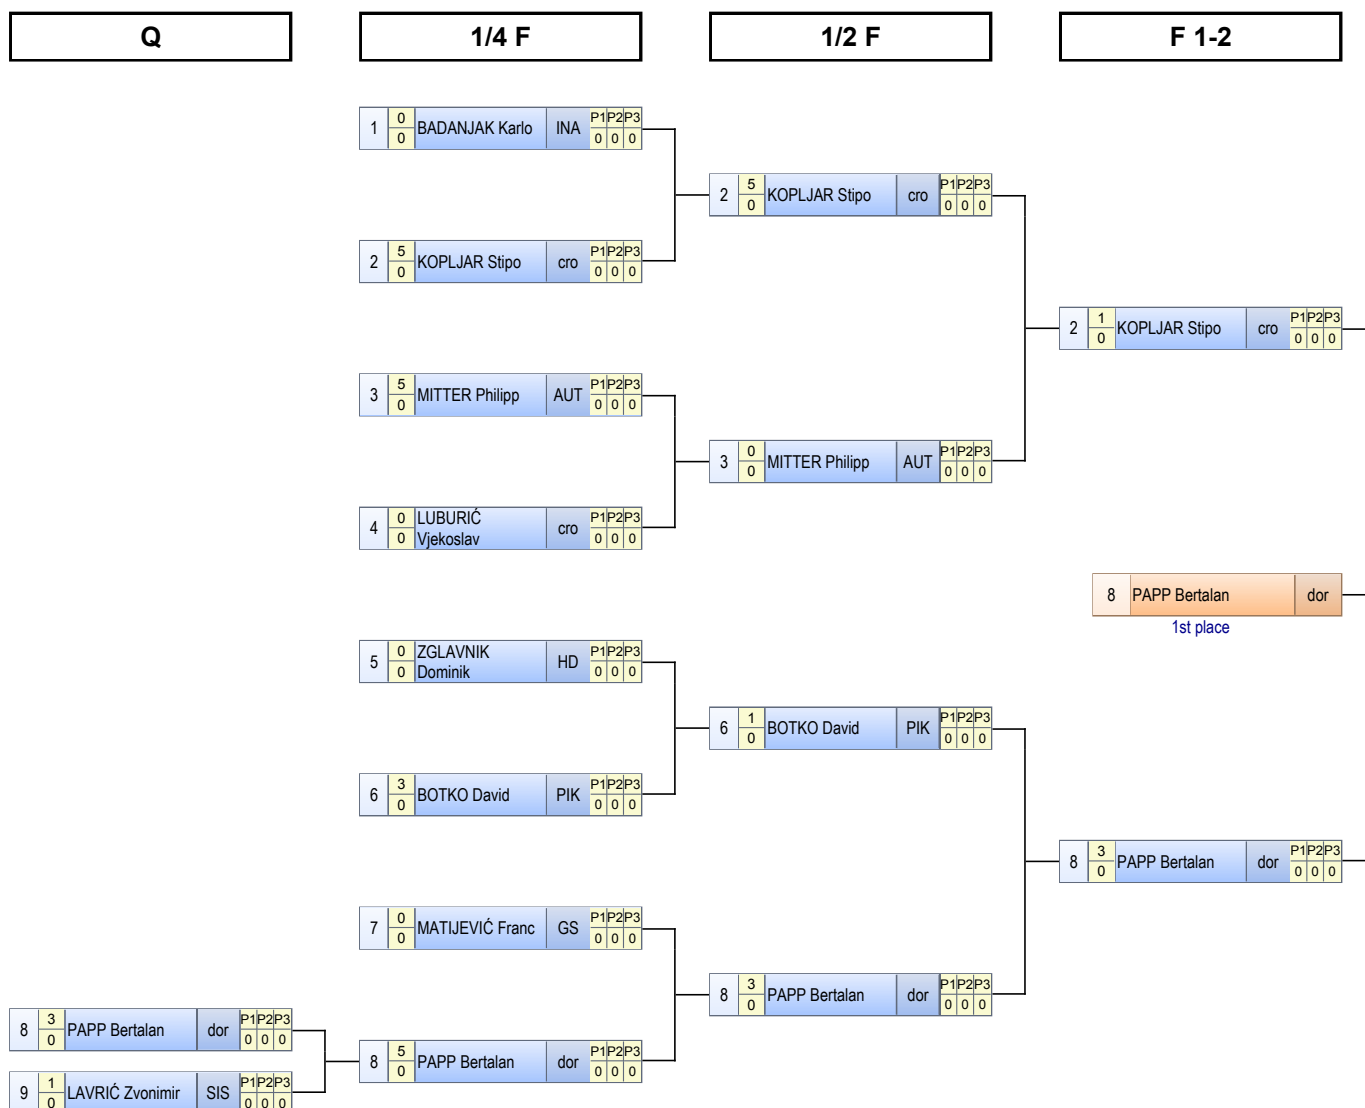 Q 1/4 F 1/2 F F 1-2
1 0 BADANJAK Karlo INA P1 P2 P3
0 0 0 0
2 5 KOPLJAR Stipo cro P1 P2 P3
0 0 0 0
2 5 KOPLJAR Stipo cro P1 P2 P3
0 0 0 0
2 1 KOPLJAR Stipo cro P1 P2 P3
0 0 0 0
3 5 MITTER Philipp AUT P1 P2 P3
0 0 0 0
3 0 MITTER Philipp AUT P1 P2 P3
0 0 0 0
4 0 LUBURIĆ cro P1 P2 P3
0 Vjekoslav 0 0 0
8 PAPP Bertalan dor
1st place
5 0 ZGLAVNIK HD P1 P2 P3
0 Dominik 0 0 0
6 1 BOTKO David PIK P1 P2 P3
0 0 0 0
6 3 BOTKO David PIK P1 P2 P3
0 0 0 0
8 3 PAPP Bertalan dor P1 P2 P3
0 0 0 0
7 0 MATIJEVIĆ Franc GS P1 P2 P3
0 0 0 0
8 3 PAPP Bertalan dor P1 P2 P3
0 0 0 0
8 3 PAPP Bertalan dor P1 P2 P3
0 0 0 0
8 5 PAPP Bertalan dor P1 P2 P3
0 0 0 0
9 1 LAVRIĆ Zvonimir SIS P1 P2 P3
0 0 0 0